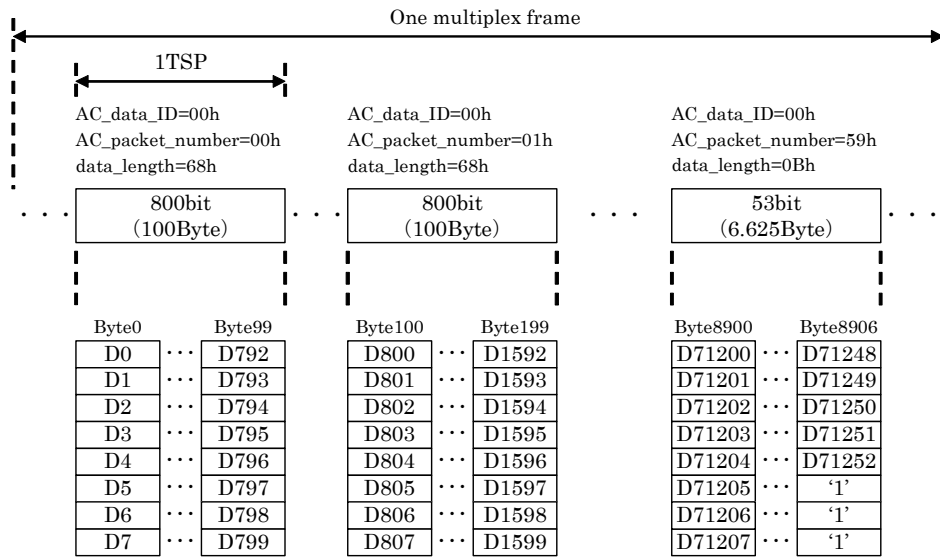 One multiplex frame
1TSP
AC_data_ID=00h AC_data_ID=00h AC_data_ID=00h
AC_packet_number=00h AC_packet_number=01h AC_packet_number=59h
data_length=68h data_length=68h data_length=0Bh
· · · 800bit · · · 800bit · · · 53bit · · ·
(100Byte) (100Byte) (6.625Byte)
Byte0 Byte99 Byte100 Byte199 Byte8900 Byte8906
D0 ··· D792 D800 ··· D1592 D71200 ··· D71248
D1 ··· D793 D801 ··· D1593 D71201 ··· D71249
D2 ··· D794 D802 ··· D1594 D71202 ··· D71250
D3 ··· D795 D803 ··· D1595 D71203 ··· D71251
D4 ··· D796 D804 ··· D1596 D71204 ··· D71252
D5 ··· D797 D805 ··· D1597 D71205 ··· ‘1’
D6 ··· D798 D806 ··· D1598 D71206 ··· ‘1’
D7 ··· D799 D807 ··· D1599 D71207 ··· ‘1’